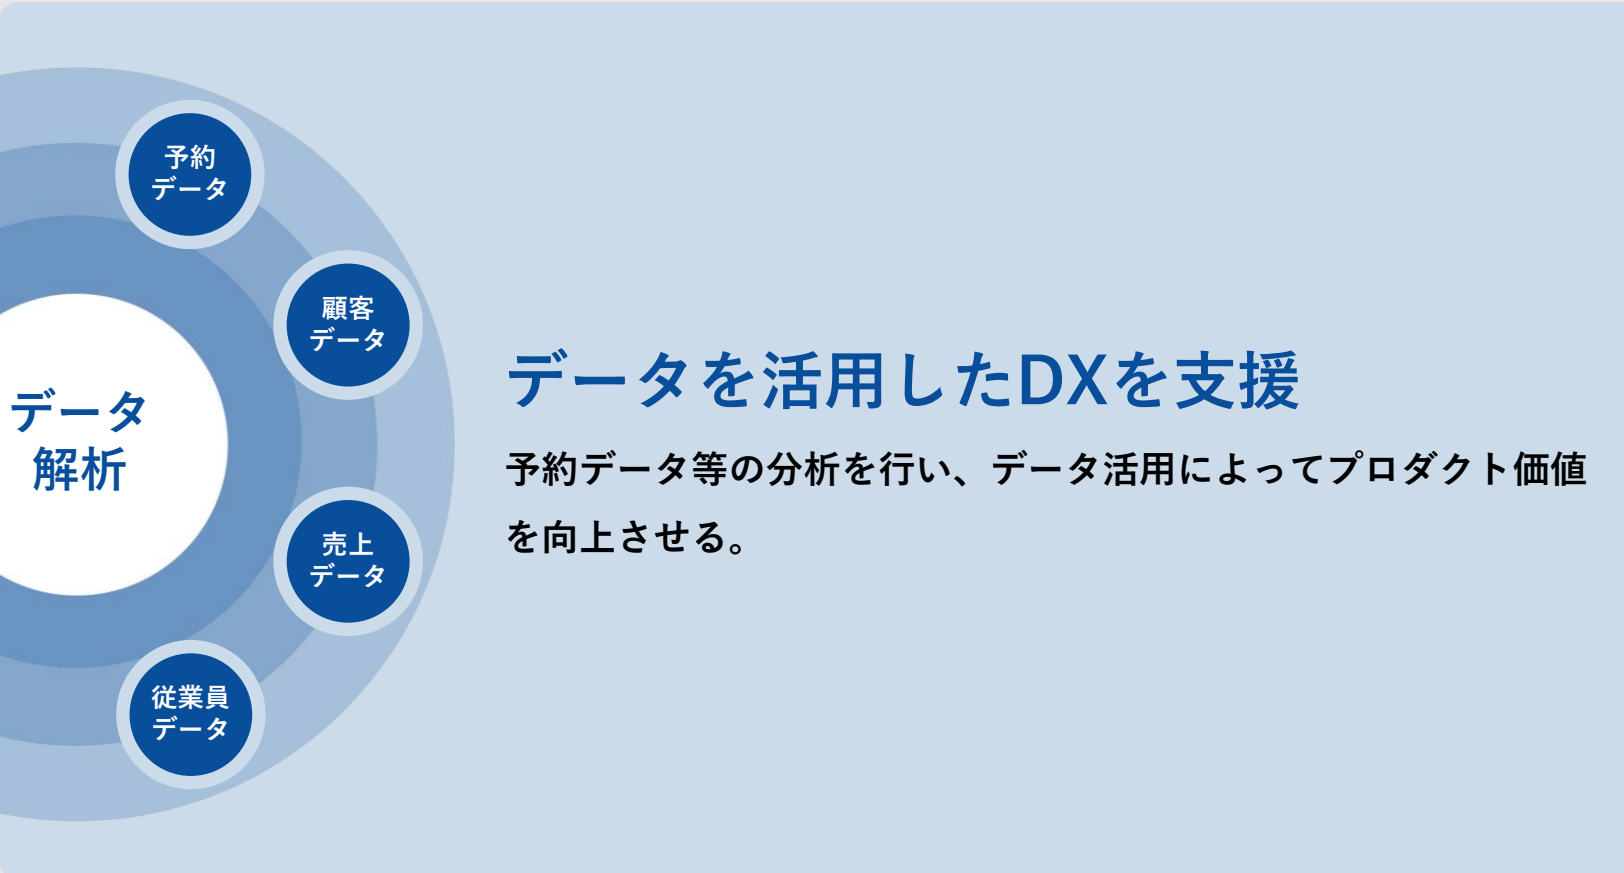 予約
データ
顧客
データ
データ
解析
売上
データ
従業員
データ
データを活用したDXを支援
予約データ等の分析を行い、データ活用によってプロダクト価値
を向上させる。